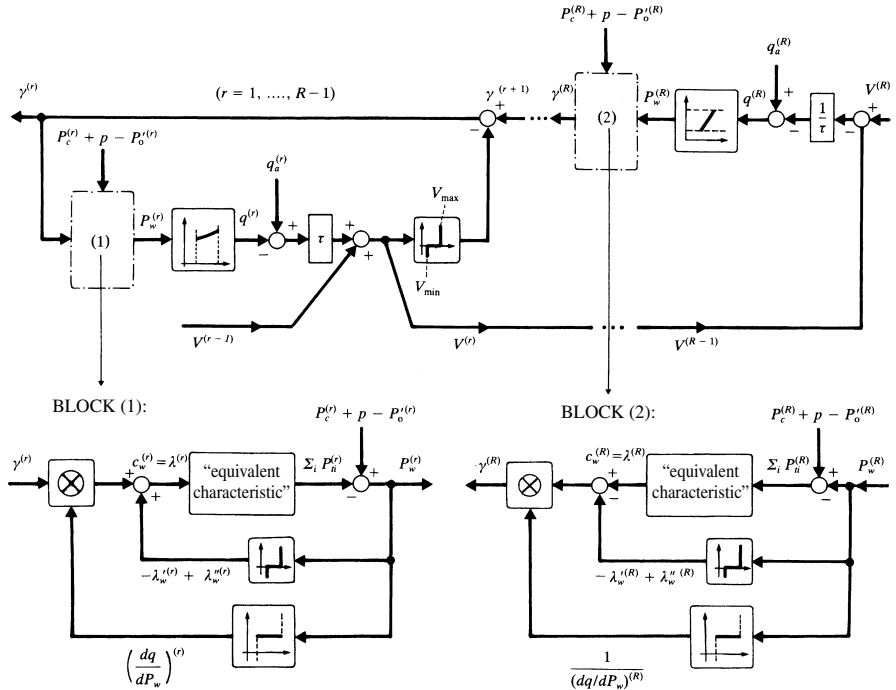 P_c^(R) + p − P_o'^(R)
q_a^(R)
γ^(r)
(r = 1, ...., R−1)
γ^(r+1)
γ^(R)
(2)
P_w^(R)
q^(R)
1/τ
V^(R)
+
−
P_c^(r) + p − P_o'^(r)
q_a^(r)
(1)
P_w^(r)
q^(r)
τ
V_max
V_min
V^(r−1)
V^(r)
V^(R−1)
BLOCK (1):
BLOCK (2):
P_c^(r) + p − P_o'^(r)
γ^(r)
c_w^(r) = λ^(r)
“equivalent
characteristic”
Σ_i P_ti^(r)
P_w^(r)
−λ_w'^(r) + λ_w''^(r)
(dq/dP_w)^(r)
P_c^(R) + p − P_o'^(R)
γ^(R)
c_w^(R) = λ^(R)
“equivalent
characteristic”
Σ_i P_ti^(R)
P_w^(R)
−λ_w'^(R) + λ_w''^(R)
1/(dq/dP_w)^(R)